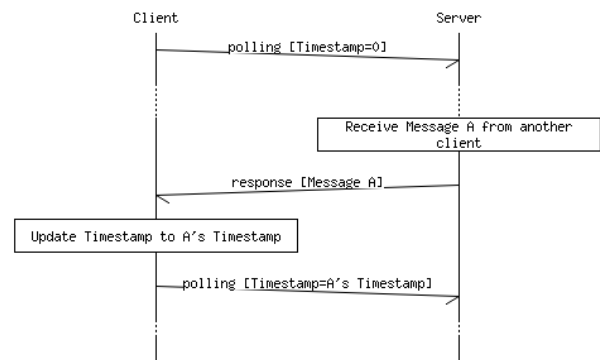 Client
Server
polling [Timestamp=0]
Receive Message A from another
client
response [Message A]
Update Timestamp to A's Timestamp
polling [Timestamp=A's Timestamp]